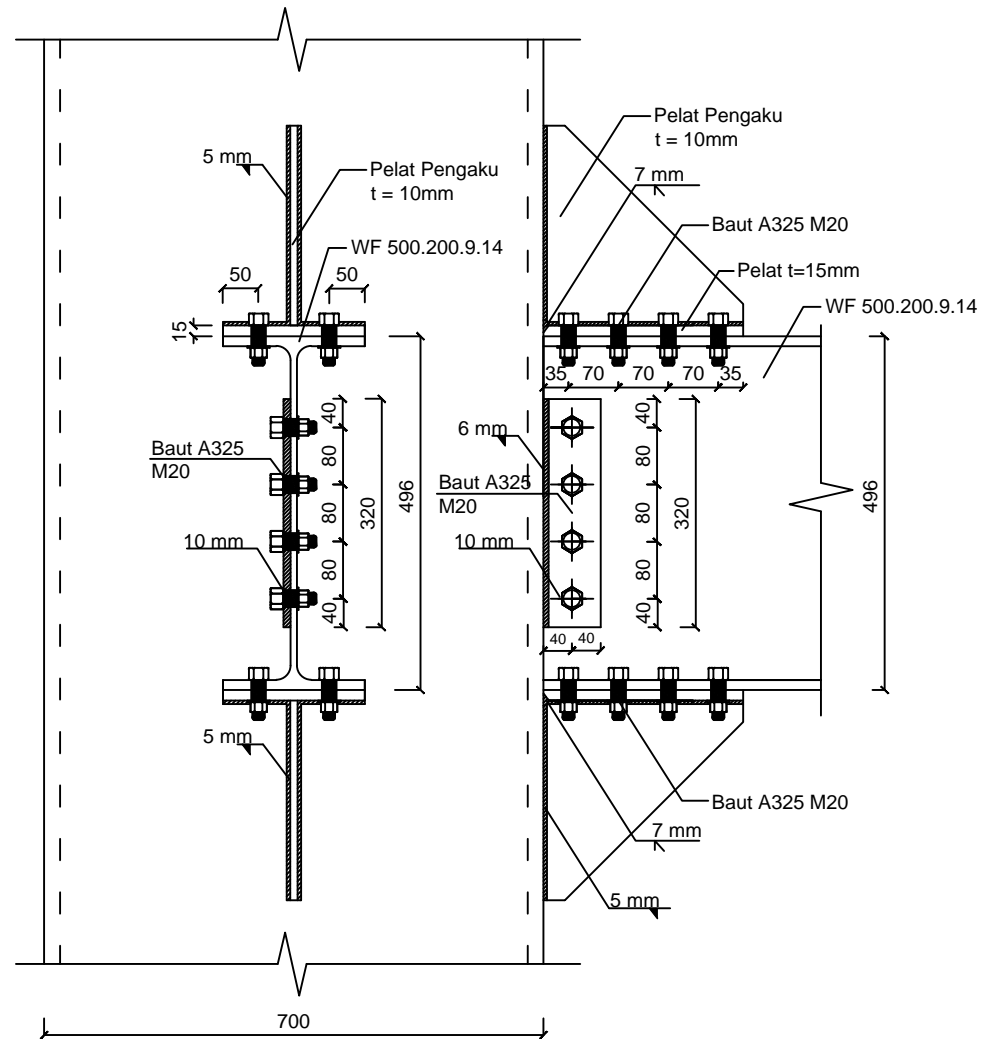 Pelat Pengaku
t = 10mm
5 mm
7 mm
Pelat Pengaku
t = 10mm
Baut A325 M20
WF 500.200.9.14
Pelat t=15mm
50
50
WF 500.200.9.14
15
35
70
70
70
35
40
80
80
80
40
320
496
Baut A325
M20
10 mm
6 mm
Baut A325
M20
10 mm
40
80
80
80
40
320
496
40
40
5 mm
Baut A325 M20
7 mm
5 mm
700